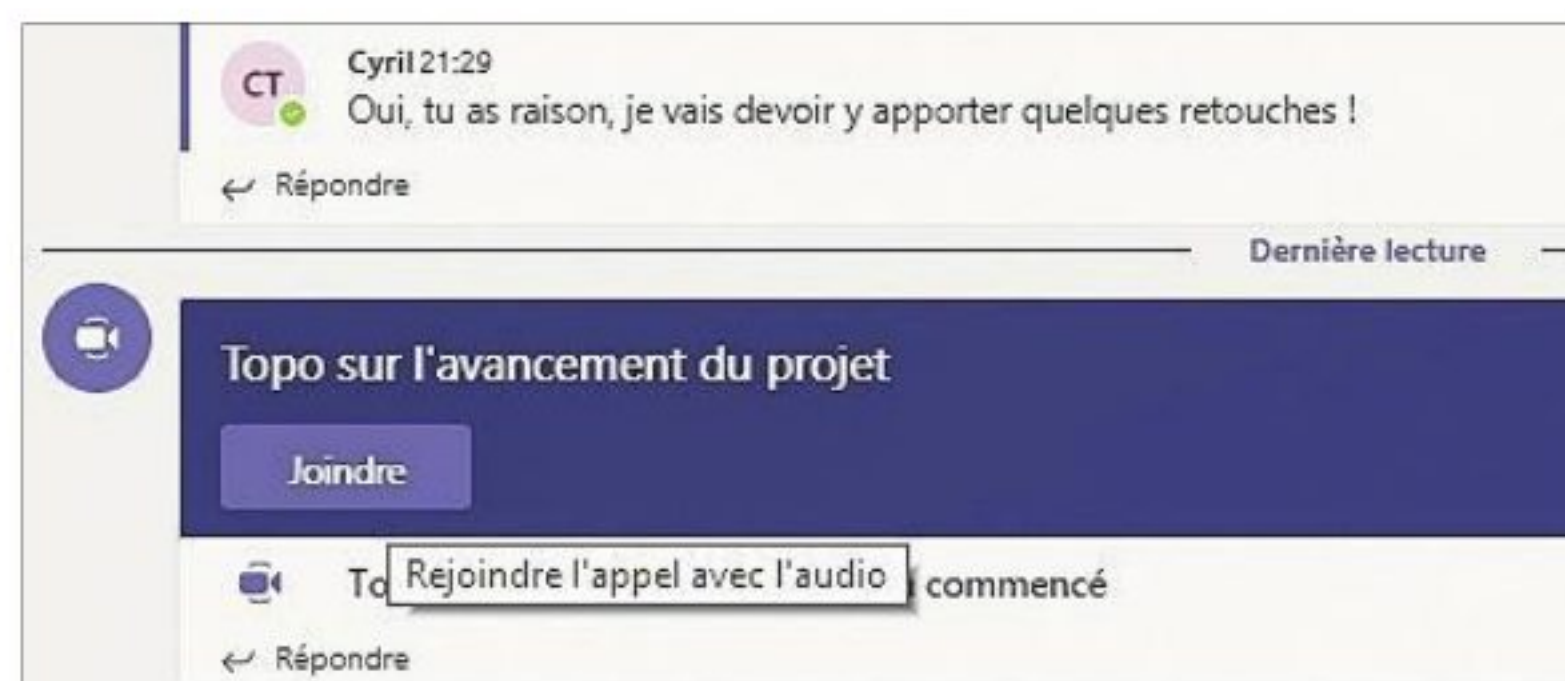 CT
Cyril 21:29
Oui, tu as raison, je vais devoir y apporter quelques retouches !
Répondre
Dernière lecture
Topo sur l'avancement du projet
Joindre
Rejoindre l'appel avec l'audio
commencé
Répondre